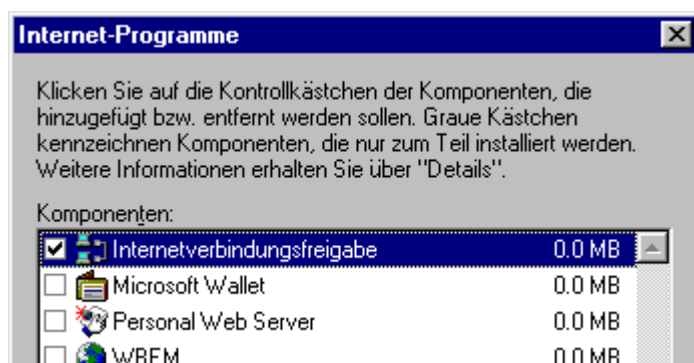 Internet-Programme
Klicken Sie auf die Kontrollkästchen der Komponenten, die
hinzugefügt bzw. entfernt werden sollen. Graue Kästchen
kennzeichnen Komponenten, die nur zum Teil installiert werden.
Weitere Informationen erhalten Sie über "Details".
Komponenten:
Internetverbindungsfreigabe 0.0 MB
Microsoft Wallet 0.0 MB
Personal Web Server 0.0 MB
WBEM 0.0 MB